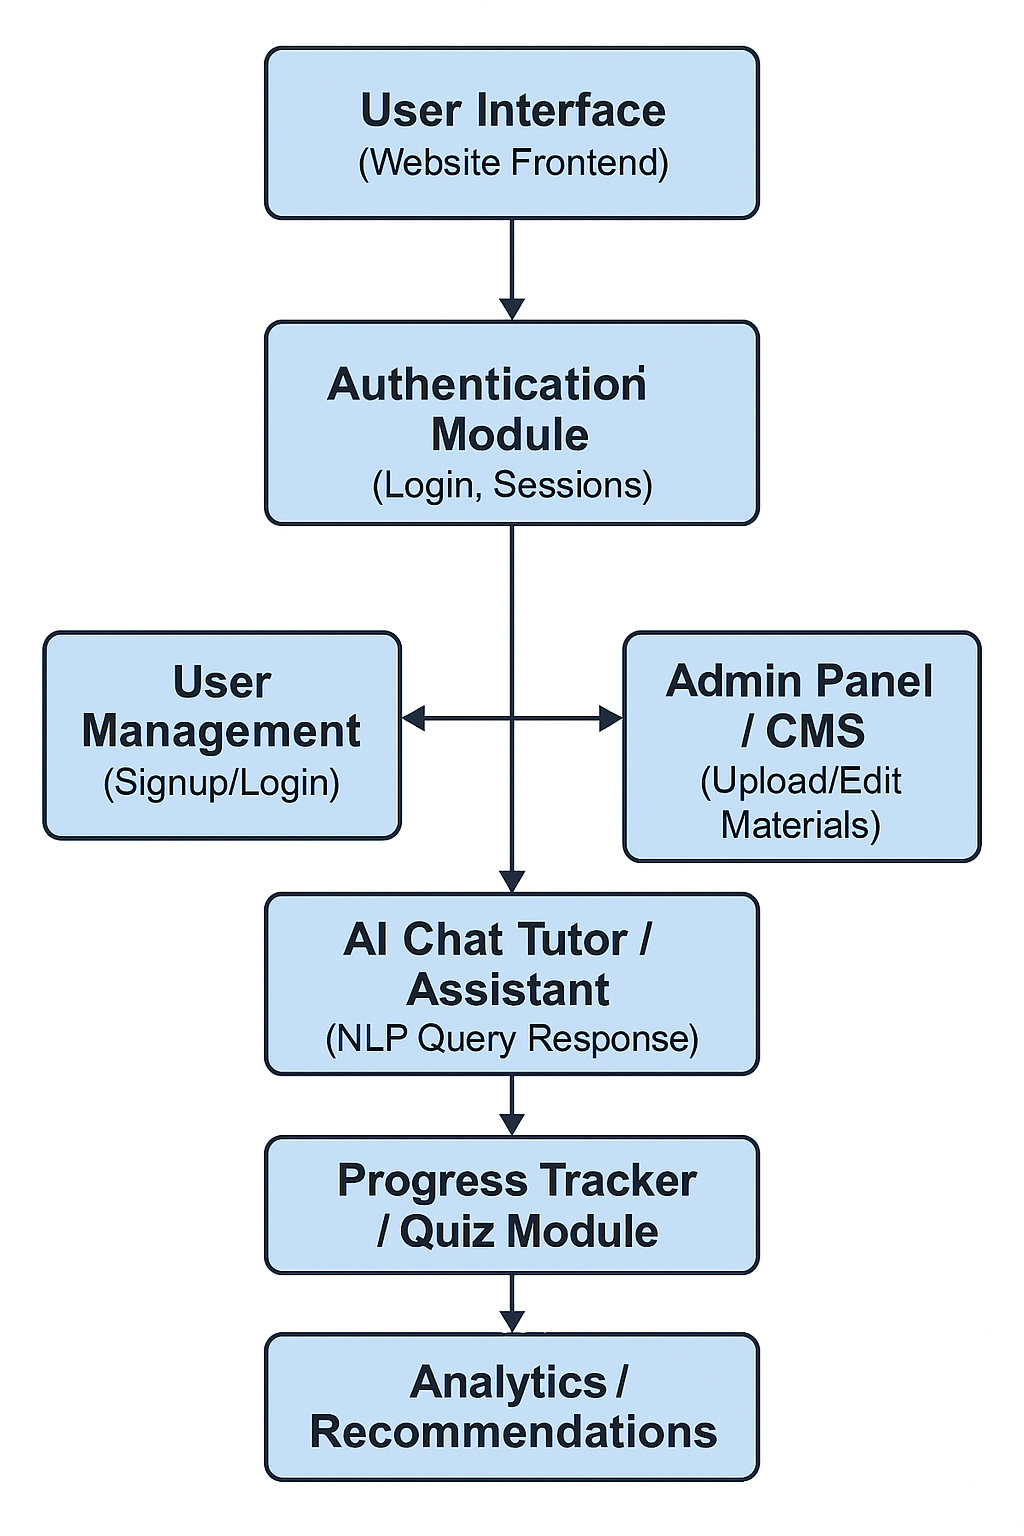 User Interface
(Website Frontend)
Authentication
Module
(Login, Sessions)
User
Management
(Signup/Login)
Admin Panel
/ CMS
(Upload/Edit
Materials)
AI Chat Tutor /
Assistant
(NLP Query Response)
Progress Tracker
/ Quiz Module
Analytics /
Recommendations